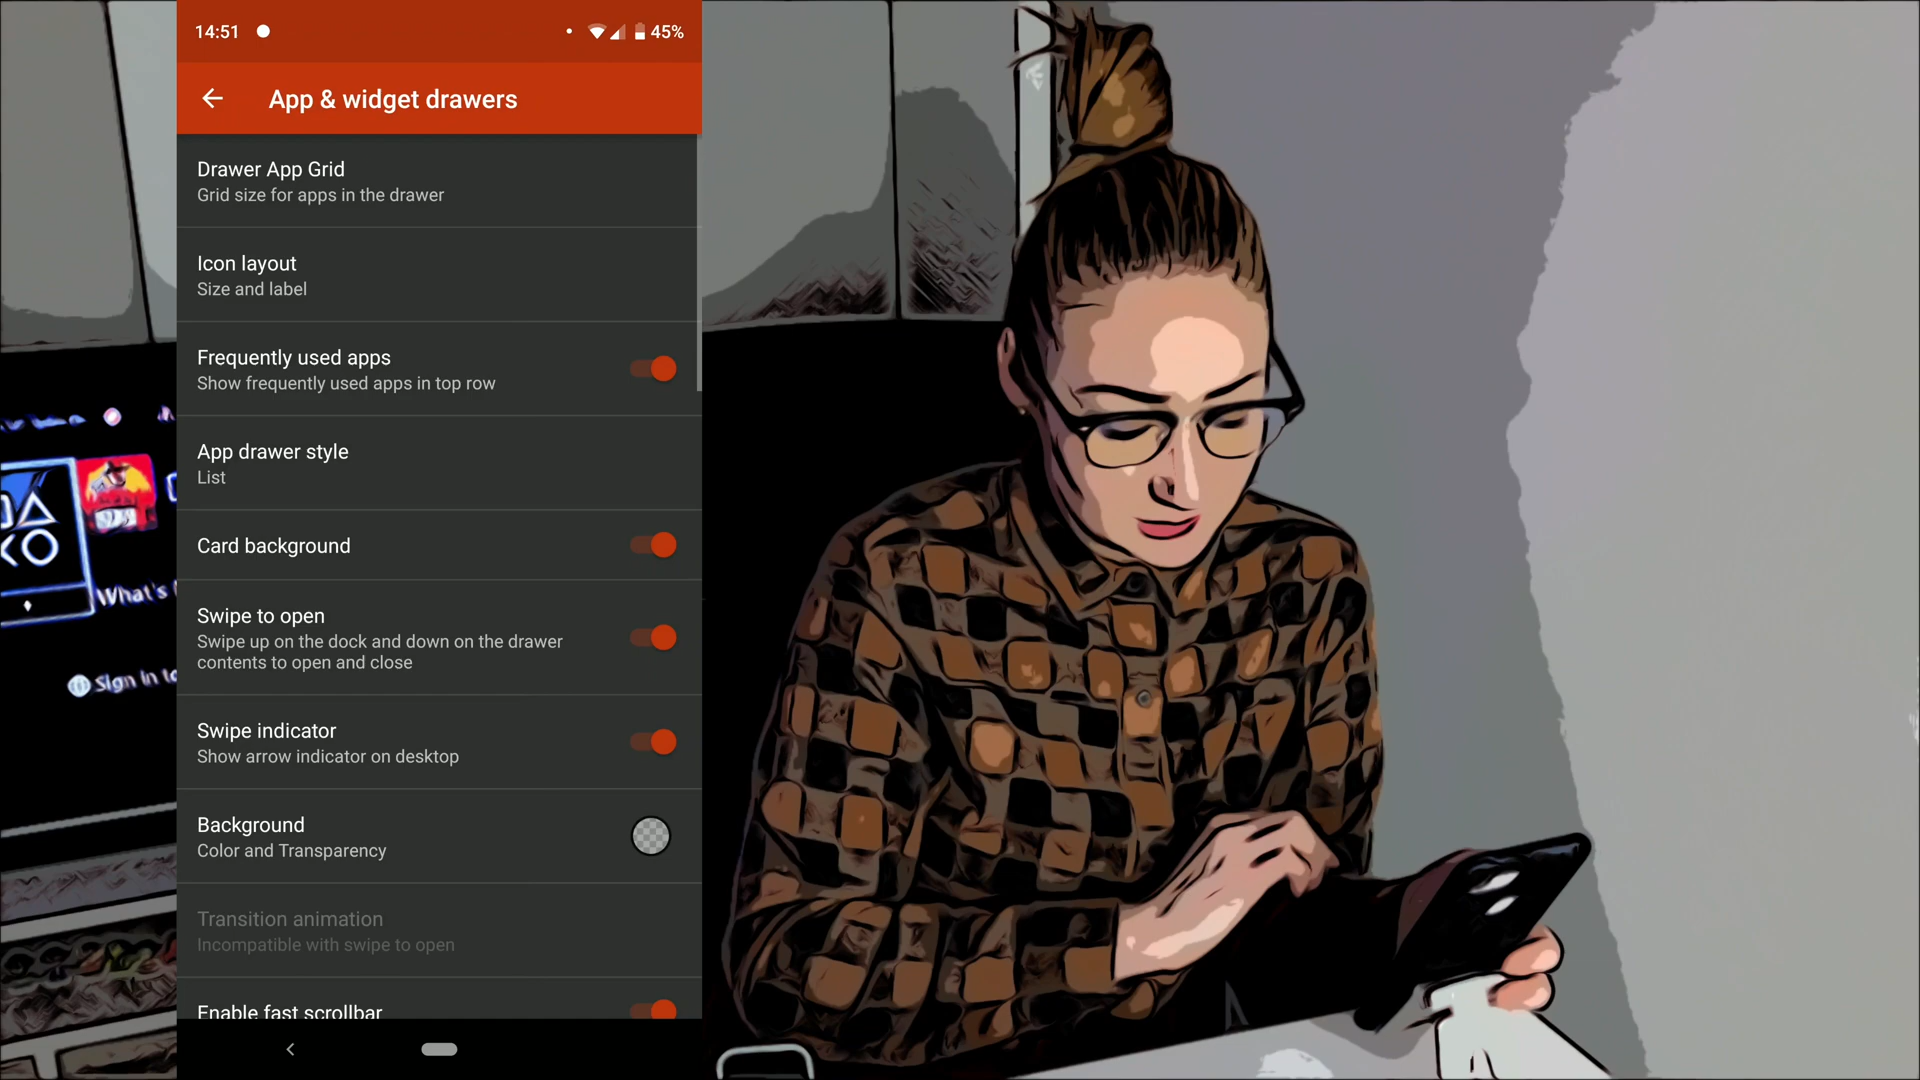 14:51
45%
App & widget drawers
Drawer App Grid
Grid size for apps in the drawer
Icon layout
Size and label
Frequently used apps
Show frequently used apps in top row
App drawer style
List
Card background
Swipe to open
Swipe up on the dock and down on the drawer
contents to open and close
Swipe indicator
Show arrow indicator on desktop
Background
Color and Transparency
Transition animation
Incompatible with swipe to open
Enable fast scrollbar
What's
Sign in to